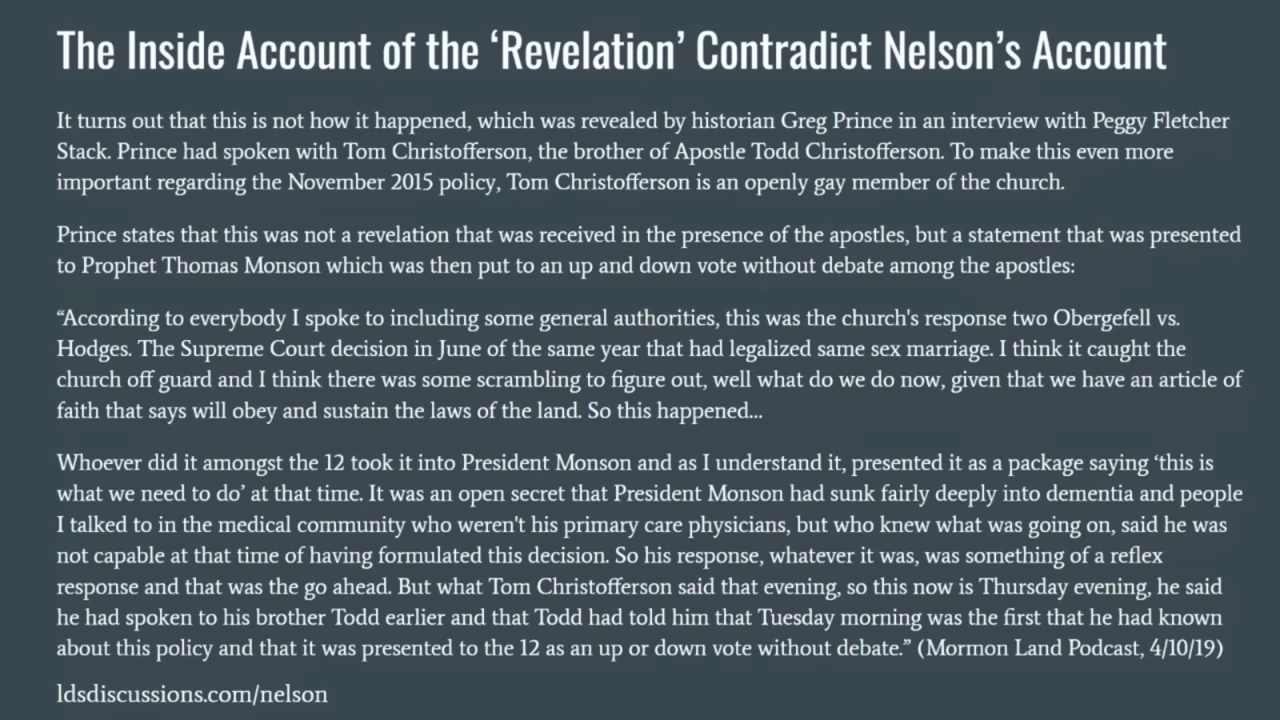 The Inside Account of the ‘Revelation’ Contradict Nelson’s Account
It turns out that this is not how it happened, which was revealed by historian Greg Prince in an interview with Peggy Fletcher
Stack. Prince had spoken with Tom Christofferson, the brother of Apostle Todd Christofferson. To make this even more
important regarding the November 2015 policy, Tom Christofferson is an openly gay member of the church.
Prince states that this was not a revelation that was received in the presence of the apostles, but a statement that was presented
to Prophet Thomas Monson which was then put to an up and down vote without debate among the apostles:
“According to everybody I spoke to including some general authorities, this was the church's response two Obergefell vs.
Hodges. The Supreme Court decision in June of the same year that had legalized same sex marriage. I think it caught the
church off guard and I think there was some scrambling to figure out, well what do we do now, given that we have an article of
faith that says will obey and sustain the laws of the land. So this happened...
Whoever did it amongst the 12 took it into President Monson and as I understand it, presented it as a package saying ‘this is
what we need to do’ at that time. It was an open secret that President Monson had sunk fairly deeply into dementia and people
I talked to in the medical community who weren't his primary care physicians, but who knew what was going on, said he was
not capable at that time of having formulated this decision. So his response, whatever it was, was something of a reflex
response and that was the go ahead. But what Tom Christofferson said that evening, so this now is Thursday evening, he said
he had spoken to his brother Todd earlier and that Todd had told him that Tuesday morning was the first that he had known
about this policy and that it was presented to the 12 as an up or down vote without debate.” (Mormon Land Podcast, 4/10/19)
ldsdiscussions.com/nelson